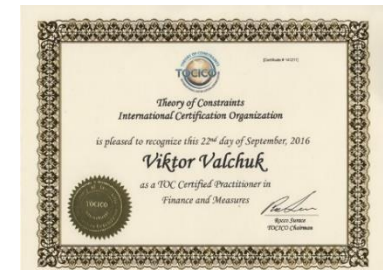 TOCICO
Theory of Constraints
International Certification Organization
is pleased to recognize this 22nd day of September, 2016
Viktor Valchuk
as a TOC Certified Practitioner in
Finance and Measures
TOCICO
TOCICO Chairman